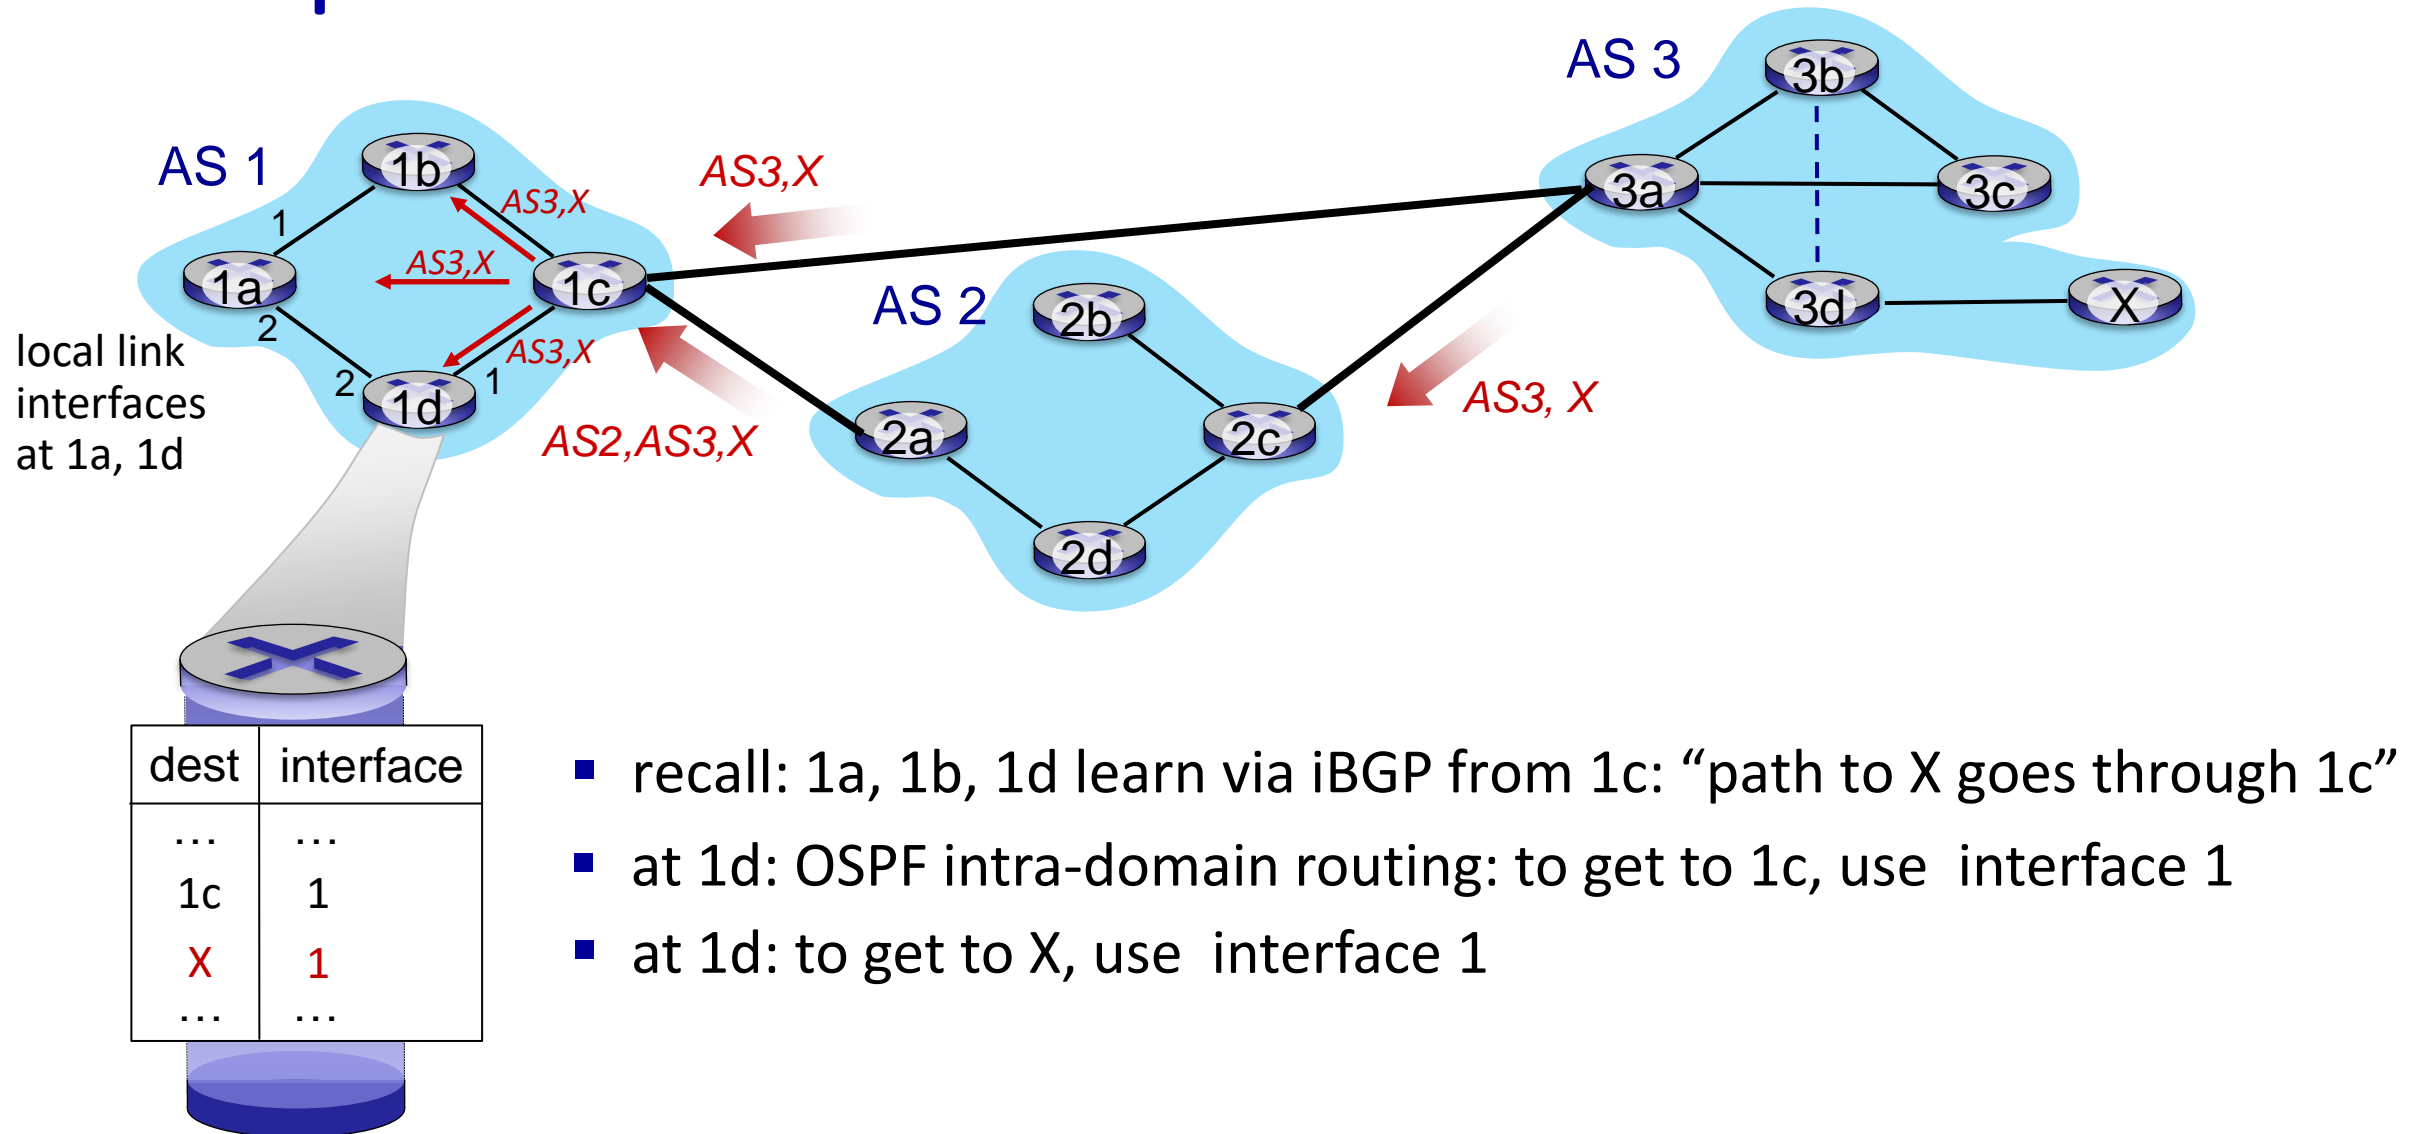 AS 3
3b
AS 1
1b
AS3,X
3a
3c
AS3,X
1
AS3,X
1a
1c
AS 2
2b
3d
X
2
local link
interfaces
at 1a, 1d
AS3,X
2
1
1d
AS3, X
AS2,AS3,X
2a
2c
2d
dest interface
... ...
1c 1
X 1
... ...
▪ recall: 1a, 1b, 1d learn via iBGP from 1c: “path to X goes through 1c”
▪ at 1d: OSPF intra-domain routing: to get to 1c, use interface 1
▪ at 1d: to get to X, use interface 1